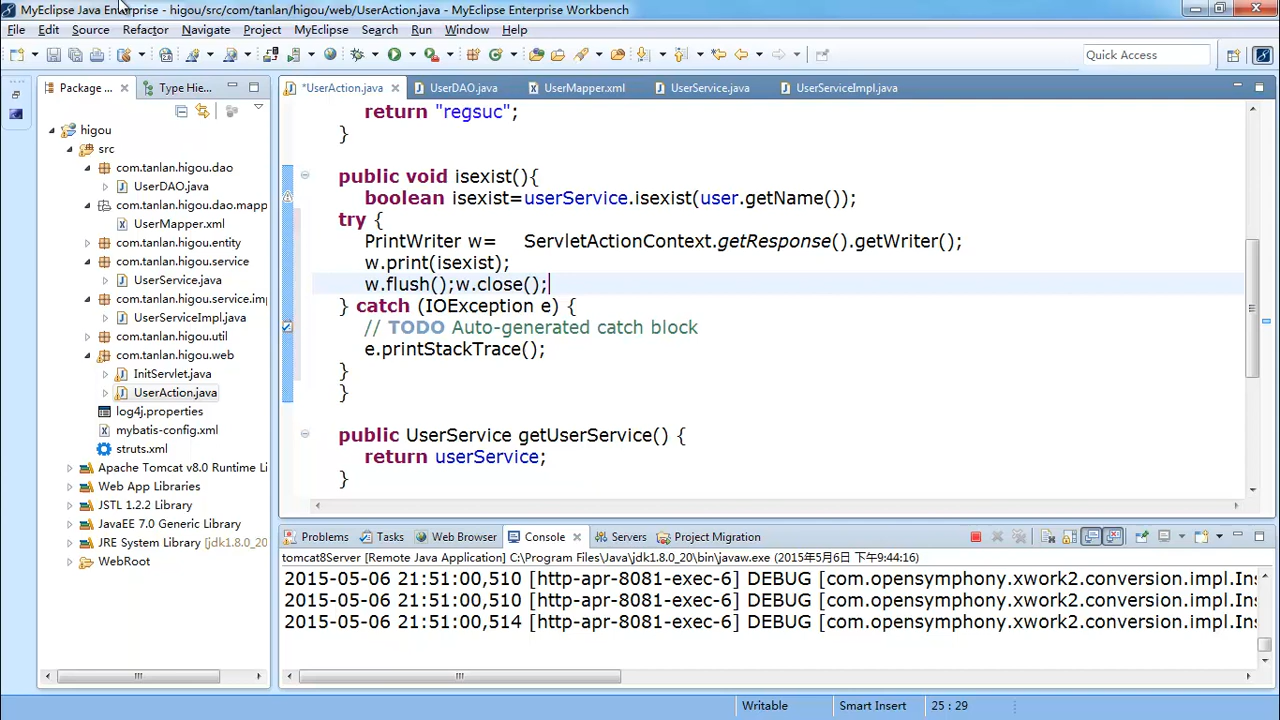 MyEclipse Java Enterprise - higou/src/com/tanlan/higou/web/UserAction.java - MyEclipse Enterprise Workbench
File Edit Source Refactor Navigate Project MyEclipse Search Run Window Help
Quick Access
Package ... Type Hie...
*UserAction.java UserDAO.java UserMapper.xml UserService.java UserServiceImpl.java
higou
src
com.tanlan.higou.dao
UserDAO.java
com.tanlan.higou.dao.mapp
UserMapper.xml
com.tanlan.higou.entity
com.tanlan.higou.service
UserService.java
com.tanlan.higou.service.im
UserServiceImpl.java
com.tanlan.higou.util
com.tanlan.higou.web
InitServlet.java
UserAction.java
log4j.properties
mybatis-config.xml
struts.xml
Apache Tomcat v8.0 Runtime Li
Web App Libraries
JSTL 1.2.2 Library
JavaEE 7.0 Generic Library
JRE System Library [jdk1.8.0_20
WebRoot
return "regsuc";
}
public void isexist(){
boolean isexist=userService.isexist(user.getName());
try {
PrintWriter w= ServletActionContext.getResponse().getWriter();
w.print(isexist);
w.flush();w.close();
} catch (IOException e) {
// TODO Auto-generated catch block
e.printStackTrace();
}
}
public UserService getUserService() {
return userService;
}
Problems Tasks Web Browser Console Servers Project Migration
tomcat8Server [Remote Java Application] C:\Program Files\Java\jdk1.8.0_20\bin\javaw.exe (2015年5月6日 下午9:44:16)
2015-05-06 21:51:00,510 [http-apr-8081-exec-6] DEBUG [com.opensymphony.xwork2.conversion.impl.Ins
2015-05-06 21:51:00,510 [http-apr-8081-exec-6] DEBUG [com.opensymphony.xwork2.conversion.impl.Ins
2015-05-06 21:51:00,514 [http-apr-8081-exec-6] DEBUG [com.opensymphony.xwork2.conversion.impl.Ins
Writable Smart Insert 25 : 29